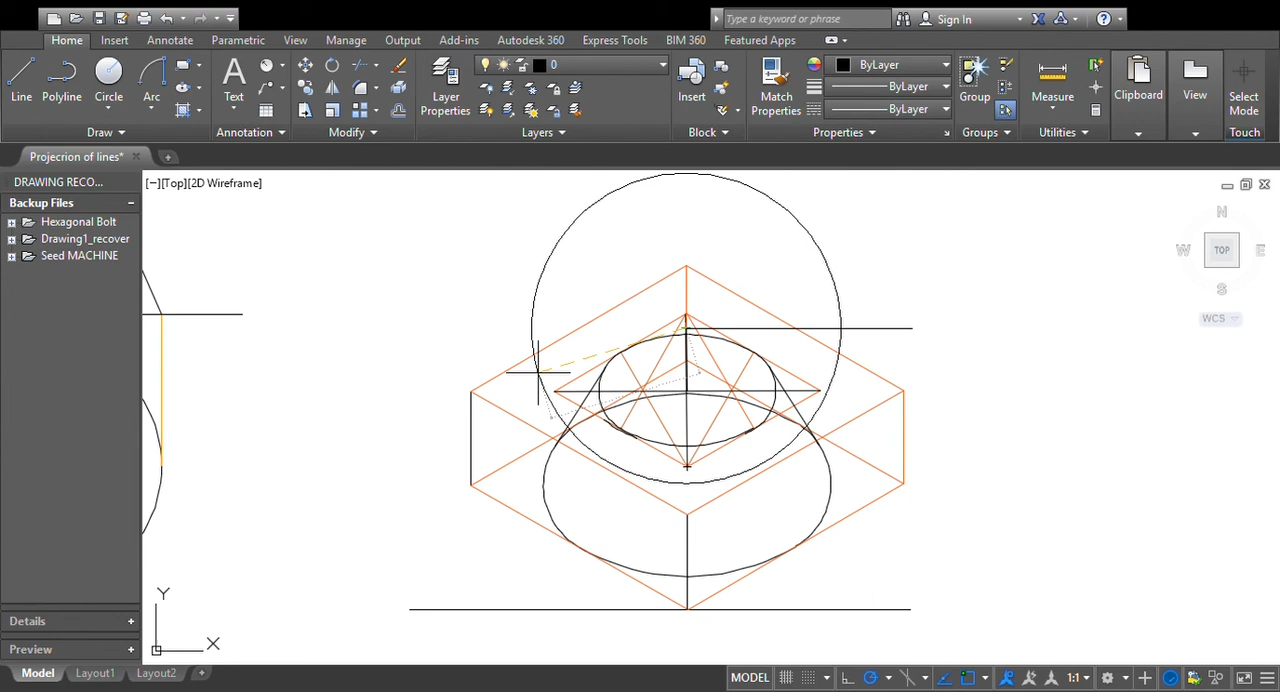 Type a keyword or phrase
Sign In
Home Insert Annotate Parametric View Manage Output Add-ins Autodesk 360 Express Tools BIM 360 Featured Apps
0
ByLayer
ByLayer
ByLayer
Line Polyline Circle Arc Text Layer Properties Insert Match Properties Group Measure Clipboard View Select Mode
Draw Annotation Modify Layers Block Properties Groups Utilities Touch
Projecrion of lines*
DRAWING RECO...
[−][Top][2D Wireframe]
Backup Files
Hexagonal Bolt
Drawing1_recover
Seed MACHINE
N
W TOP E
S
WCS
Y
X
Details
Preview
Model Layout1 Layout2
MODEL 1:1